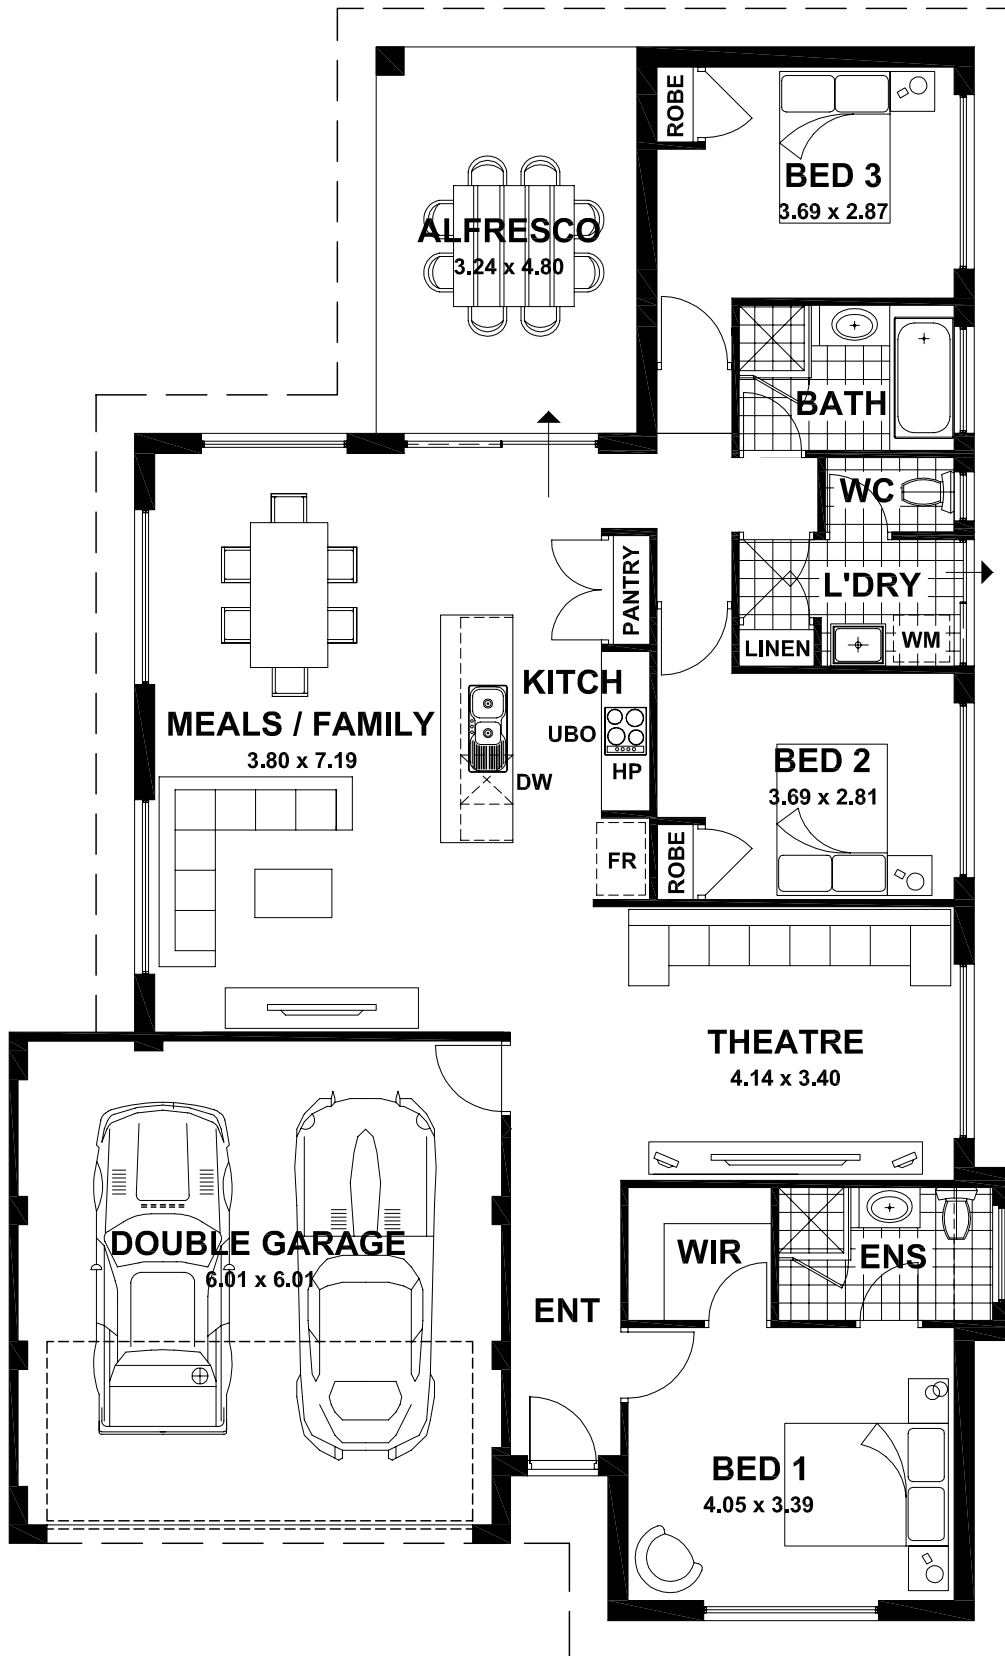 ROBE
BED 3
3.69 x 2.87
ALFRESCO
3.24 x 4.80
BATH
WC
PANTRY
L'DRY
LINEN
WM
KITCH
MEALS / FAMILY
3.80 x 7.19
UBO
HP
DW
BED 2
3.69 x 2.81
FR
ROBE
THEATRE
4.14 x 3.40
DOUBLE GARAGE
6.01 x 6.01
WIR
ENS
ENT
BED 1
4.05 x 3.39